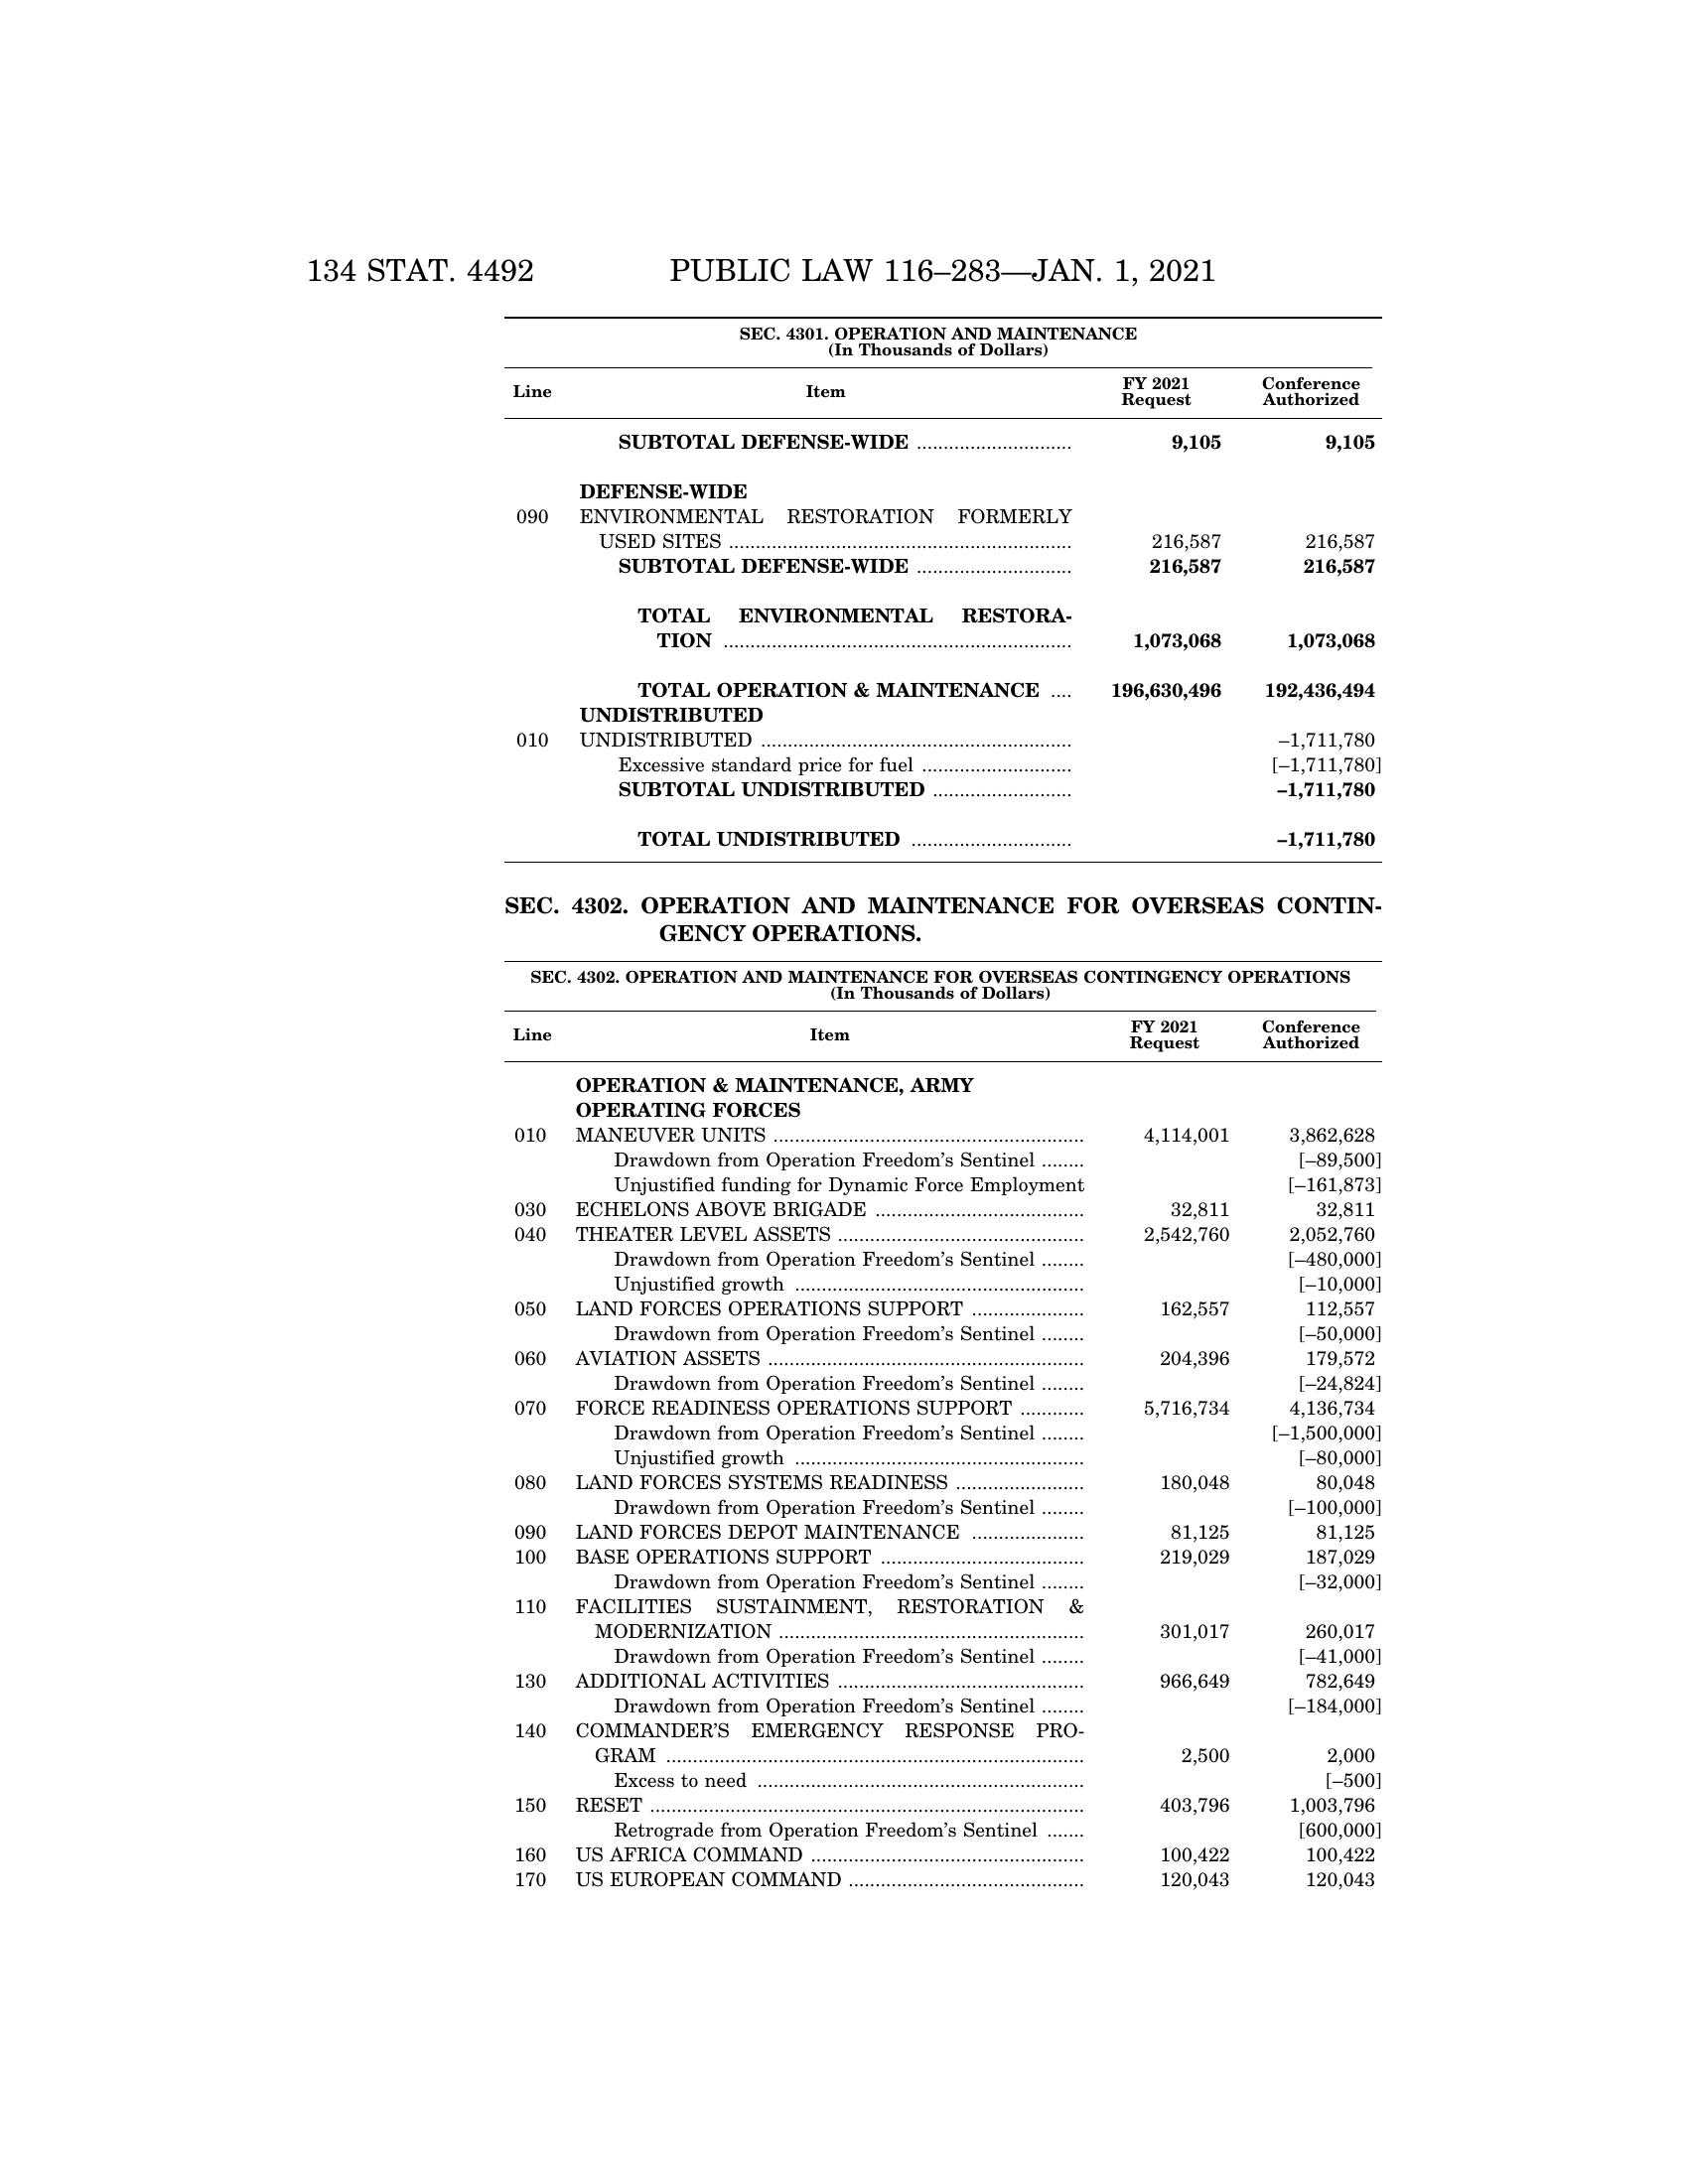 134 STAT. 4492 PUBLIC LAW 116–283—JAN. 1, 2021
SEC. 4301. OPERATION AND MAINTENANCE
(In Thousands of Dollars)
Line Item FY 2021 Request Conference Authorized
SUBTOTAL DEFENSE-WIDE ............................. 9,105 9,105
DEFENSE-WIDE
090 ENVIRONMENTAL RESTORATION FORMERLY
USED SITES ................................................................ 216,587 216,587
SUBTOTAL DEFENSE-WIDE ............................. 216,587 216,587
TOTAL ENVIRONMENTAL RESTORA-
TION ................................................................. 1,073,068 1,073,068
TOTAL OPERATION & MAINTENANCE .... 196,630,496 192,436,494
UNDISTRIBUTED
010 UNDISTRIBUTED .......................................................... –1,711,780
Excessive standard price for fuel ............................ [–1,711,780]
SUBTOTAL UNDISTRIBUTED .......................... –1,711,780
TOTAL UNDISTRIBUTED .............................. –1,711,780
SEC. 4302. OPERATION AND MAINTENANCE FOR OVERSEAS CONTIN-
GENCY OPERATIONS.
SEC. 4302. OPERATION AND MAINTENANCE FOR OVERSEAS CONTINGENCY OPERATIONS
(In Thousands of Dollars)
Line Item FY 2021 Request Conference Authorized
OPERATION & MAINTENANCE, ARMY
OPERATING FORCES
010 MANEUVER UNITS .......................................................... 4,114,001 3,862,628
Drawdown from Operation Freedom’s Sentinel ........ [–89,500]
Unjustified funding for Dynamic Force Employment [–161,873]
030 ECHELONS ABOVE BRIGADE ....................................... 32,811 32,811
040 THEATER LEVEL ASSETS .............................................. 2,542,760 2,052,760
Drawdown from Operation Freedom’s Sentinel ........ [–480,000]
Unjustified growth ...................................................... [–10,000]
050 LAND FORCES OPERATIONS SUPPORT ..................... 162,557 112,557
Drawdown from Operation Freedom’s Sentinel ........ [–50,000]
060 AVIATION ASSETS ........................................................... 204,396 179,572
Drawdown from Operation Freedom’s Sentinel ........ [–24,824]
070 FORCE READINESS OPERATIONS SUPPORT ............ 5,716,734 4,136,734
Drawdown from Operation Freedom’s Sentinel ........ [–1,500,000]
Unjustified growth ...................................................... [–80,000]
080 LAND FORCES SYSTEMS READINESS ........................ 180,048 80,048
Drawdown from Operation Freedom’s Sentinel ........ [–100,000]
090 LAND FORCES DEPOT MAINTENANCE ..................... 81,125 81,125
100 BASE OPERATIONS SUPPORT ...................................... 219,029 187,029
Drawdown from Operation Freedom’s Sentinel ........ [–32,000]
110 FACILITIES SUSTAINMENT, RESTORATION &
MODERNIZATION ......................................................... 301,017 260,017
Drawdown from Operation Freedom’s Sentinel ........ [–41,000]
130 ADDITIONAL ACTIVITIES .............................................. 966,649 782,649
Drawdown from Operation Freedom’s Sentinel ........ [–184,000]
140 COMMANDER’S EMERGENCY RESPONSE PRO-
GRAM .............................................................................. 2,500 2,000
Excess to need ............................................................. [–500]
150 RESET ................................................................................. 403,796 1,003,796
Retrograde from Operation Freedom’s Sentinel ....... [600,000]
160 US AFRICA COMMAND ................................................... 100,422 100,422
170 US EUROPEAN COMMAND ............................................ 120,043 120,043